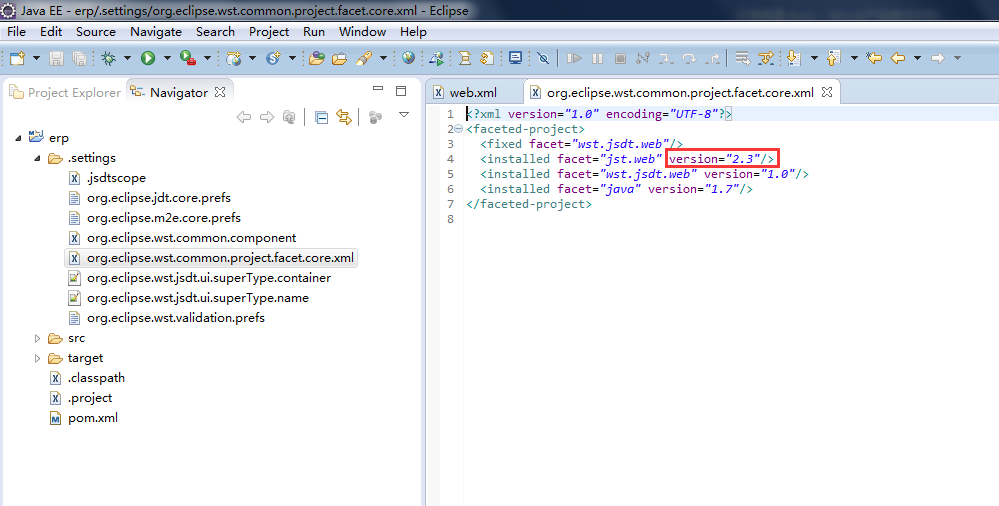 Java EE - erp/.settings/org.eclipse.wst.common.project.facet.core.xml - Eclipse
File Edit Source Navigate Search Project Run Window Help
Project Explorer Navigator
erp
.settings
.jsdtscope
org.eclipse.jdt.core.prefs
org.eclipse.m2e.core.prefs
org.eclipse.wst.common.component
org.eclipse.wst.common.project.facet.core.xml
org.eclipse.wst.jsdt.ui.superType.container
org.eclipse.wst.jsdt.ui.superType.name
org.eclipse.wst.validation.prefs
src
target
.classpath
.project
pom.xml
web.xml org.eclipse.wst.common.project.facet.core.xml
1 <?xml version="1.0" encoding="UTF-8"?>
2 <faceted-project>
3 <fixed facet="wst.jsdt.web"/>
4 <installed facet="jst.web" version="2.3"/>
5 <installed facet="wst.jsdt.web" version="1.0"/>
6 <installed facet="java" version="1.7"/>
7 </faceted-project>
8